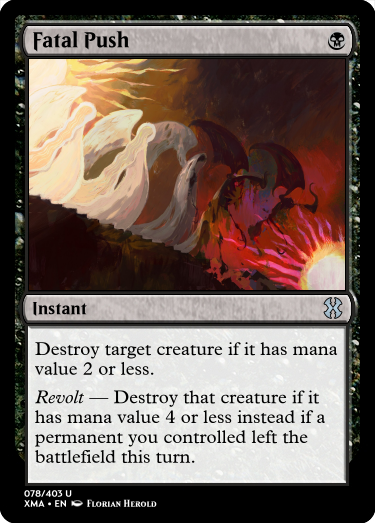 Fatal Push
Instant
Destroy target creature if it has mana
value 2 or less.
Revolt — Destroy that creature if it
has mana value 4 or less instead if a
permanent you controlled left the
battlefield this turn.
078/403 U
XMA • EN Florian Herold